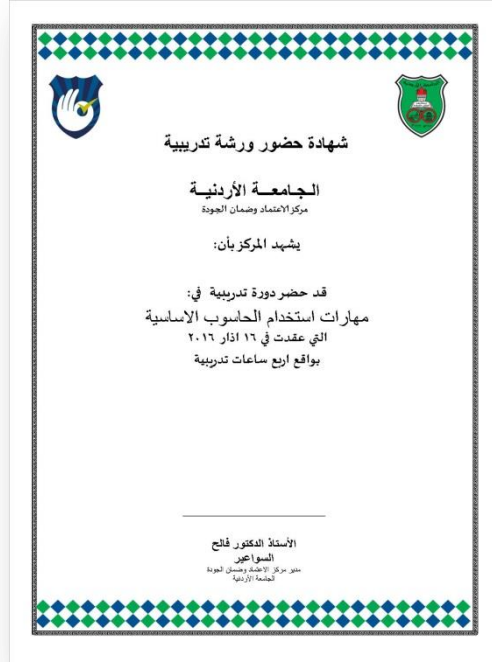 شهادة حضور ورشة تدريبية
الـجـامعـــة الأردنيــة
مركز الاعتماد وضمان الجودة
يشهد المركز بأن:
قد حضر دورة تدريبية في:
مهارات استخدام الحاسوب الاساسية
التي عقدت في ١٦ اذار ٢٠١٦
بواقع اربع ساعات تدريبية
الأستاذ الدكتور فالح
السواعير
مدير مركز الاعتماد وضمان الجودة
الجامعة الأردنية